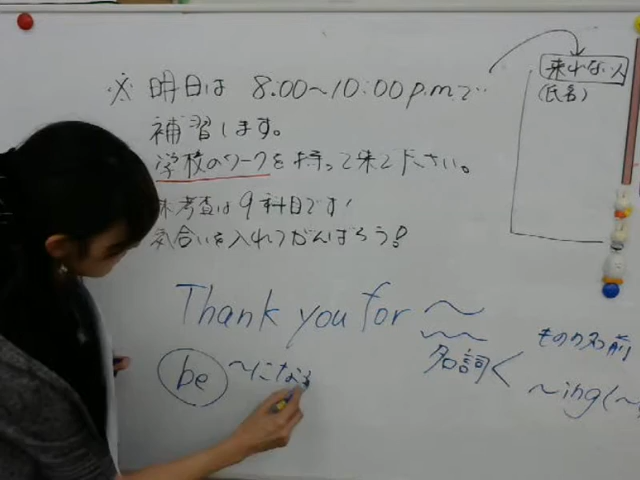 ※ 明日は 8:00~10:00 p.m.で
補習します。
学校のワークを持って来て下さい。
末考査は9科目です!
気合いを入れてがんばろう!
来れない人
(氏名)
Thank you for ~
名詞<
ものの名前
~ing(~
be ~になる